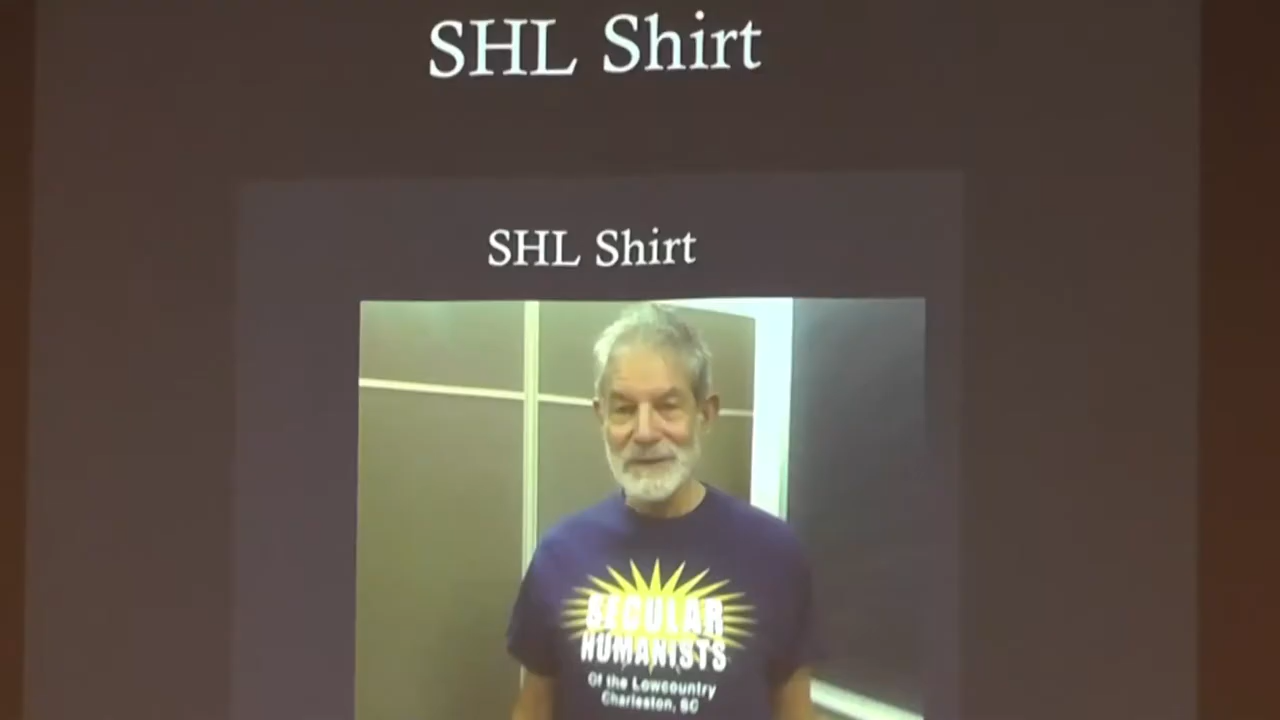 SHL Shirt
SHL Shirt
SECULAR
HUMANISTS
Of the Lowcountry
Charleston, SC